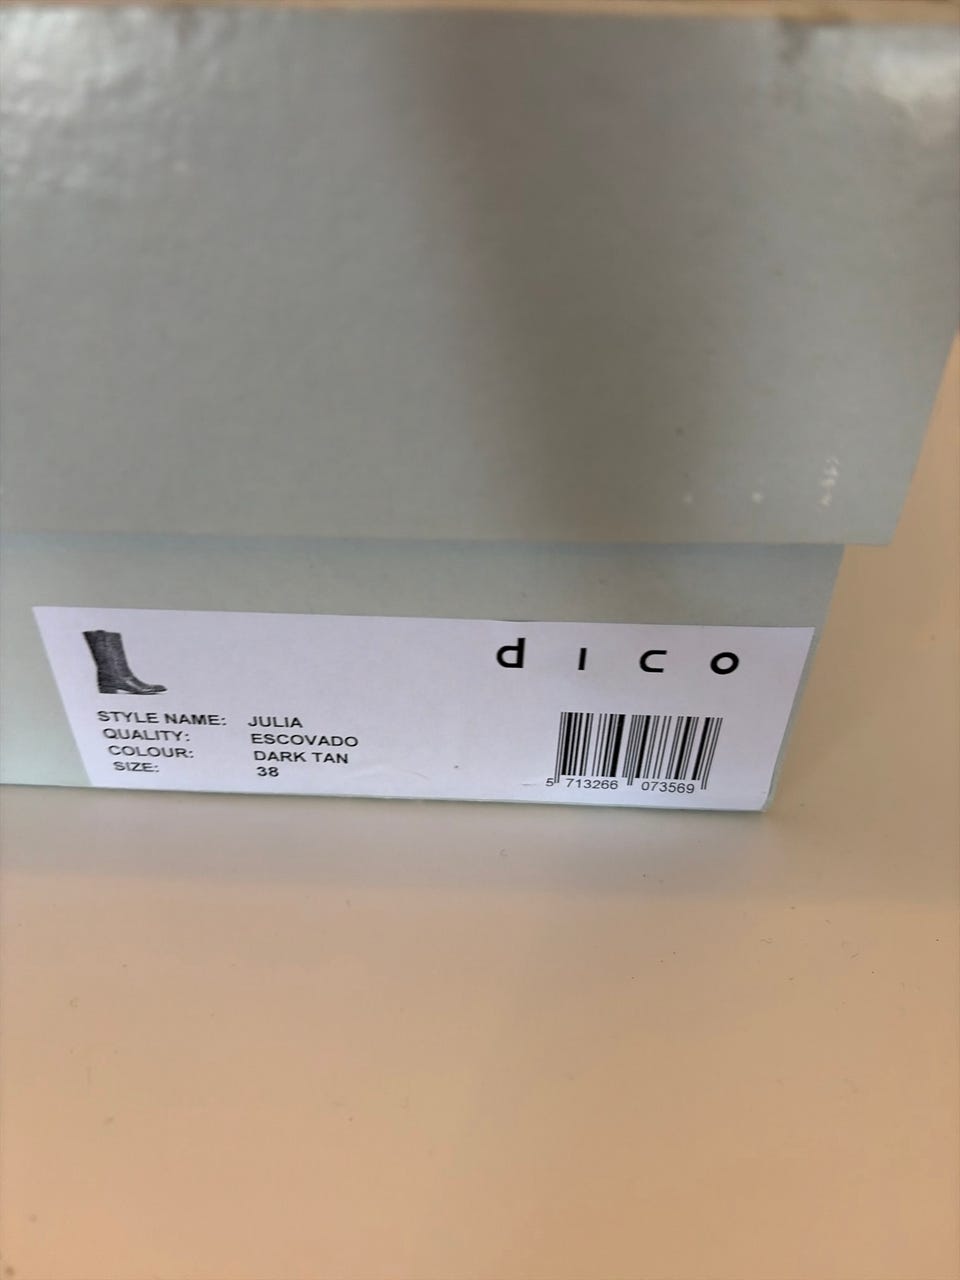 dico
STYLE NAME: JULIA
QUALITY: ESCOVADO
COLOUR: DARK TAN
SIZE: 38
5 713266 073569